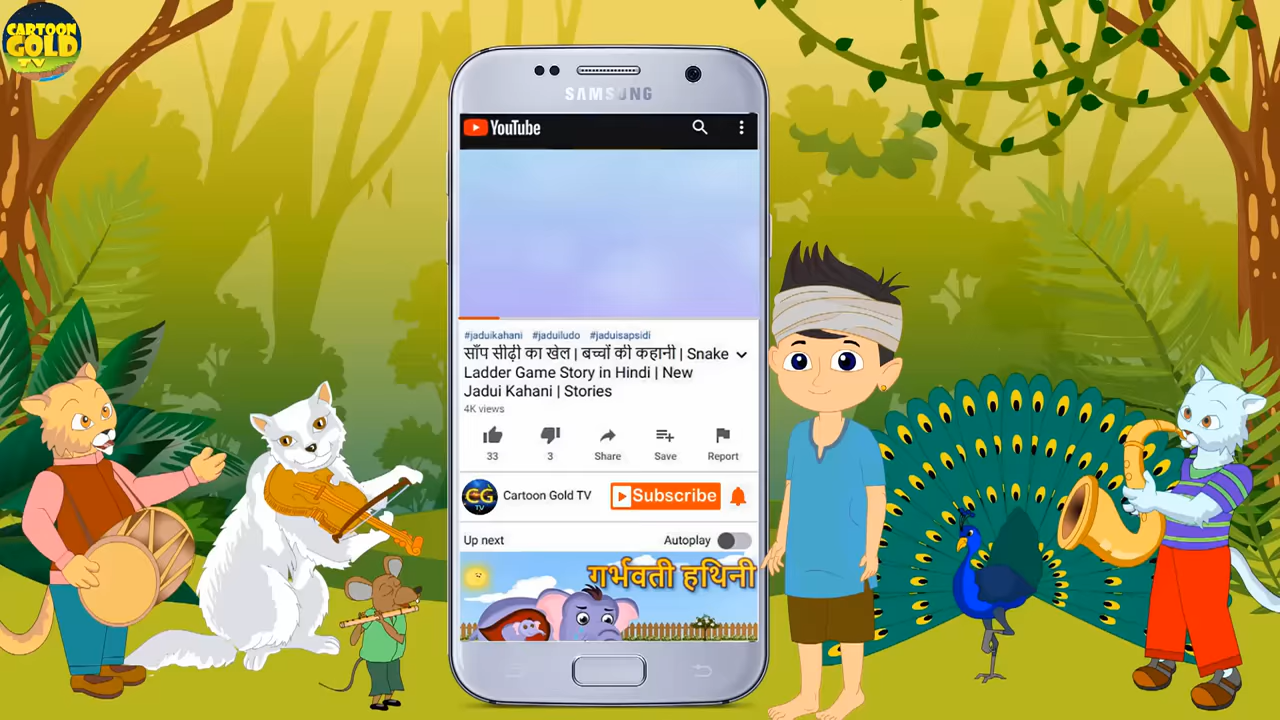 CARTOON
GOLD
TV
SAMSUNG
YouTube
#jaduikahani #jaduiludo #jaduisapsidi
साँप सीढ़ी का खेल | बच्चों की कहानी | Snake
Ladder Game Story in Hindi | New
Jadui Kahani | Stories
4K views
33 3 Share Save Report
CG
TV
Cartoon Gold TV Subscribe
Up next Autoplay
गर्भवती हथिनी